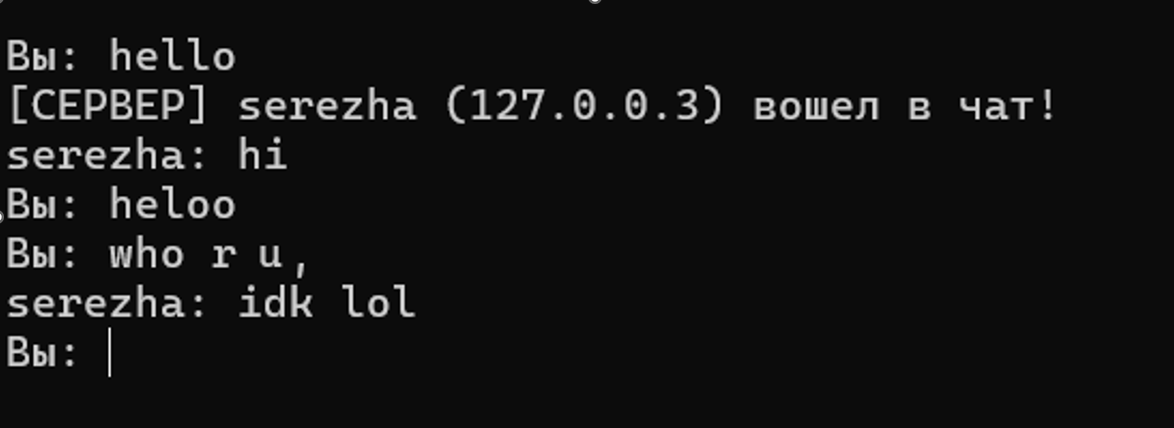 Вы: hello
[СЕРВЕР] serezha (127.0.0.3) вошел в чат!
serezha: hi
Вы: heloo
Вы: who r u,
serezha: idk lol
Вы: